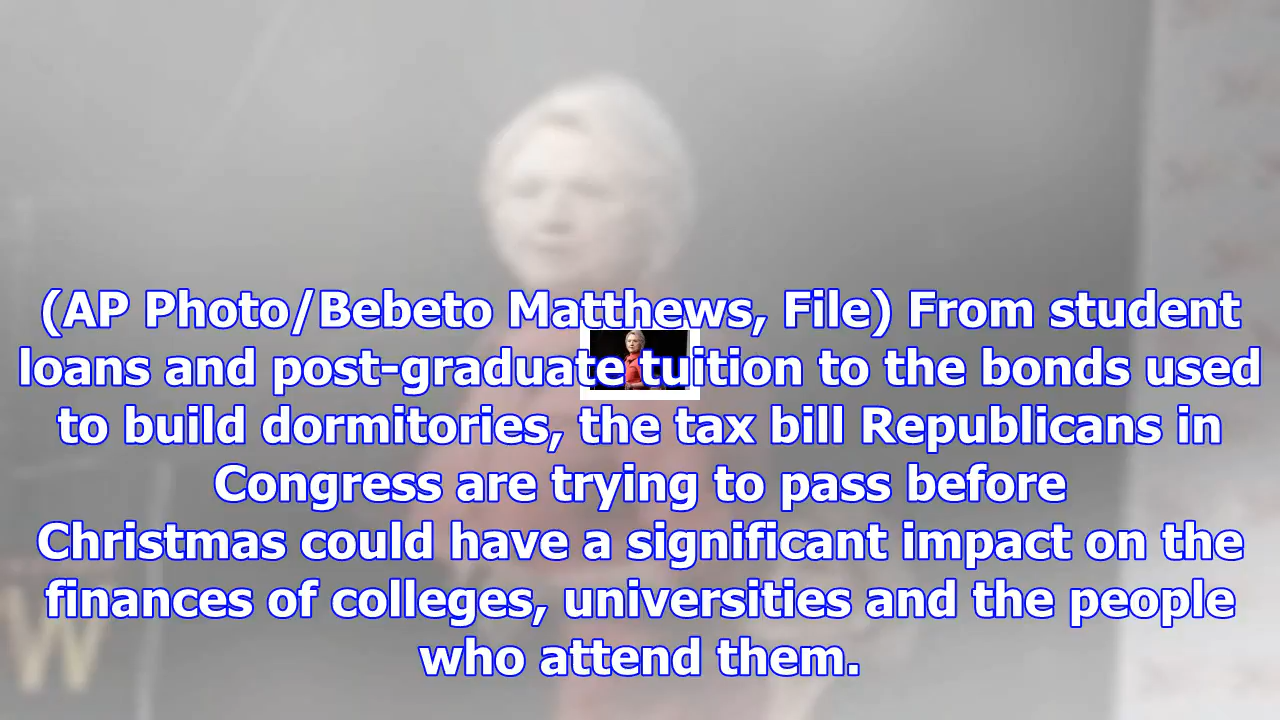 (AP Photo/Bebeto Matthews, File) From student
loans and post-graduate tuition to the bonds used
to build dormitories, the tax bill Republicans in
Congress are trying to pass before
Christmas could have a significant impact on the
finances of colleges, universities and the people
who attend them.
W